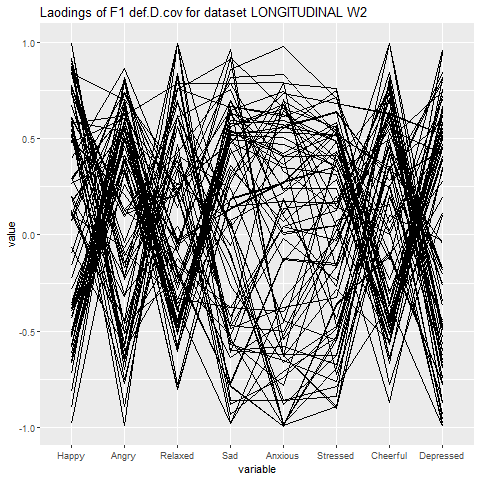 Laodings of F1 def.D.cov for dataset LONGITUDINAL W2
1.0
0.5
0.0
-0.5
-1.0
value
Happy Angry Relaxed Sad Anxious Stressed Cheerful Depressed
variable